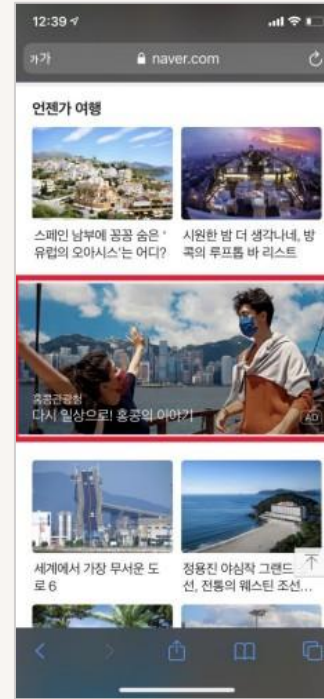 12:39
가가 naver.com
언젠가 여행
스페인 남부에 꽁꽁 숨은 '
유럽의 오아시스'는 어디?
시원한 밤 더 생각나네, 방
콕의 루프톱 바 리스트
홍콩관광청
다시 일상으로! 홍콩의 이야기
AD
세계에서 가장 무서운 도
로 6
정용진 야심작 그랜드
선, 전통의 웨스틴 조선...